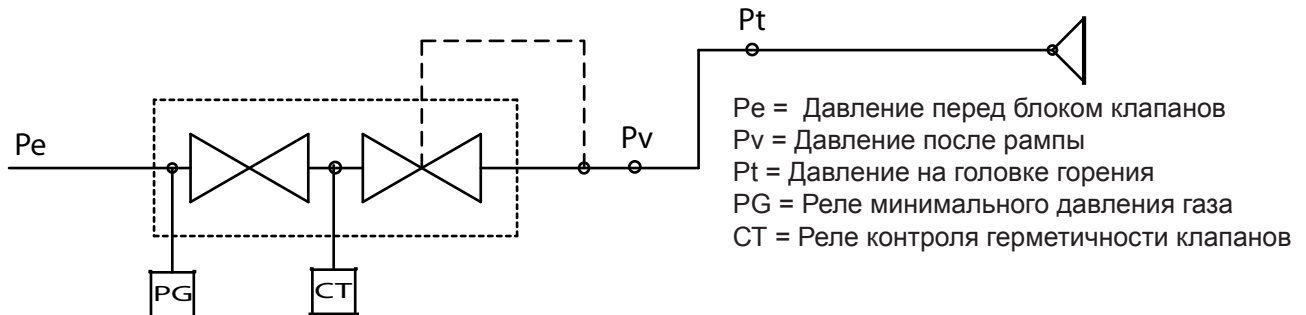 Pt
Pe
Pv
PG
CT
Pe = Давление перед блоком клапанов
Pv = Давление после рампы
Pt = Давление на головке горения
PG = Реле минимального давления газа
CT = Реле контроля герметичности клапанов